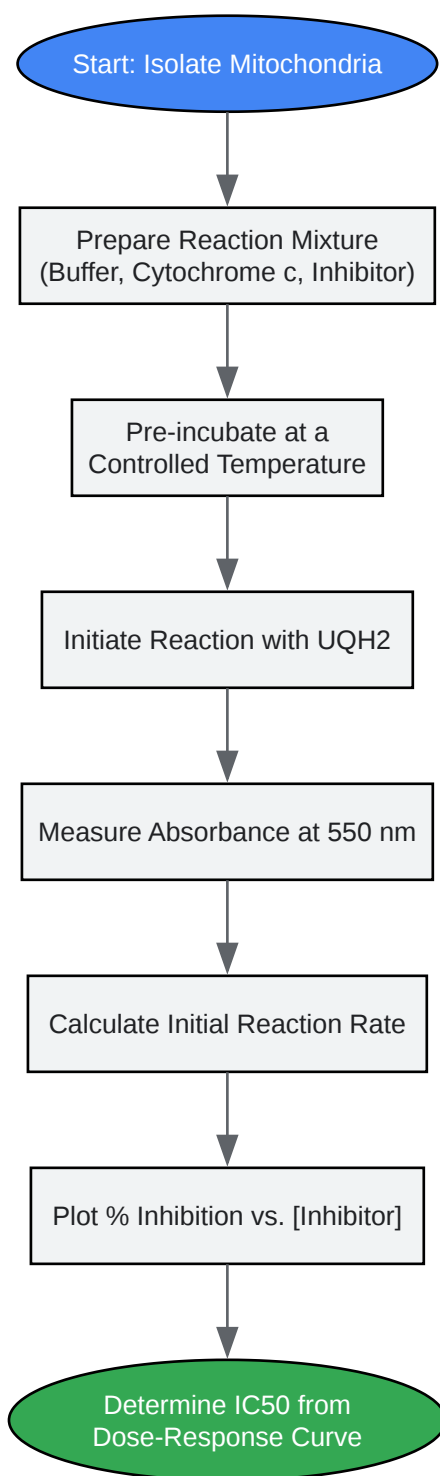 Start: Isolate Mitochondria
Prepare Reaction Mixture
(Buffer, Cytochrome c, Inhibitor)
Pre-incubate at a
Controlled Temperature
Initiate Reaction with UQH2
Measure Absorbance at 550 nm
Calculate Initial Reaction Rate
Plot % Inhibition vs. [Inhibitor]
Determine IC50 from
Dose-Response Curve